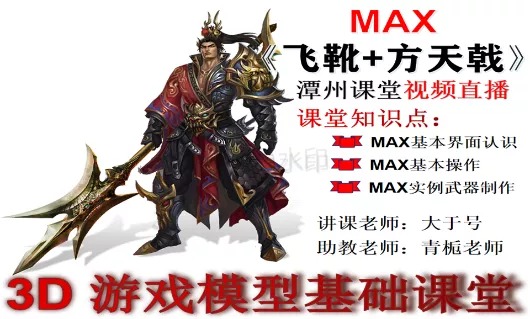 MAX
《飞靴+方天戟》
潭州课堂视频直播
课堂知识点：
MAX基本界面认识
MAX基本操作
MAX实例武器制作
水印
讲课老师：大于号
助教老师：青栀老师
3D 游戏模型基础课堂